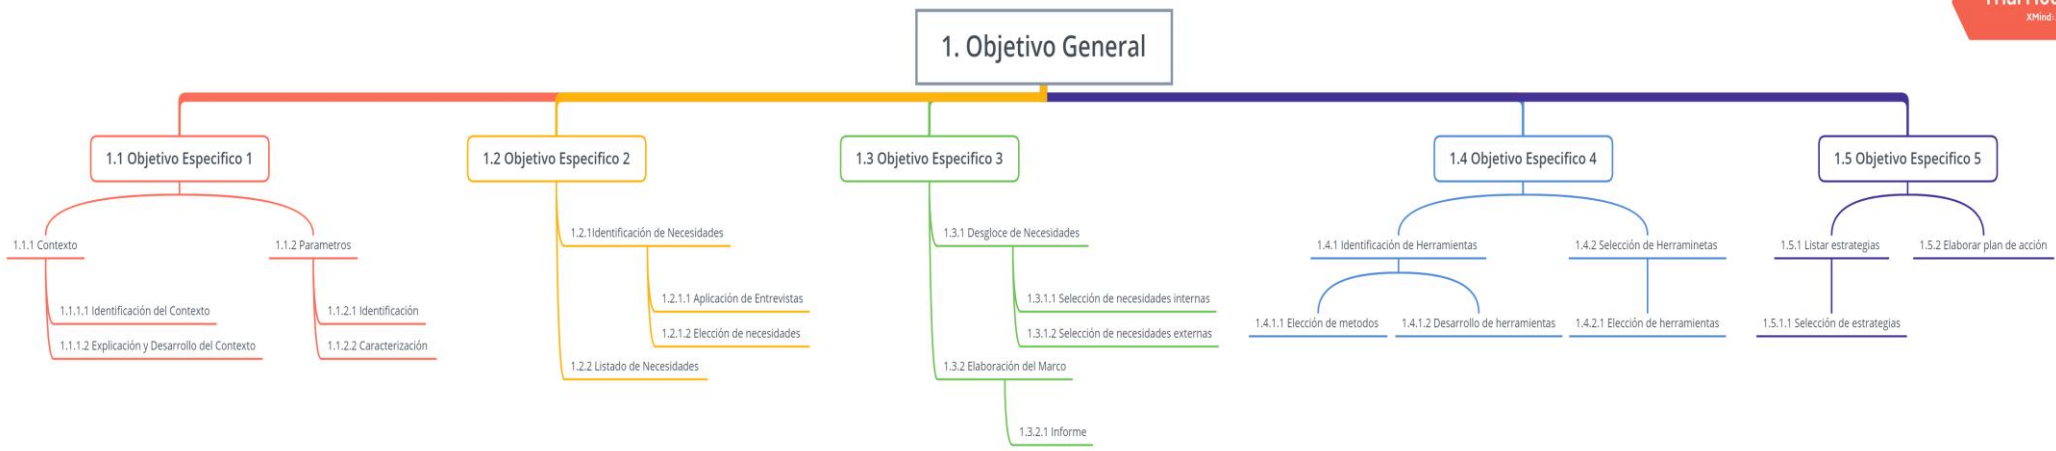 1. Objetivo General
XMind
1.1 Objetivo Especifico 1
1.2 Objetivo Especifico 2
1.3 Objetivo Especifico 3
1.4 Objetivo Especifico 4
1.5 Objetivo Especifico 5
1.1.1 Contexto
1.1.2 Parametros
1.1.1.1 Identificación del Contexto
1.1.1.2 Explicación y Desarrollo del Contexto
1.1.2.1 Identificación
1.1.2.2 Caracterización
1.2.1Identificación de Necesidades
1.2.1.1 Aplicación de Entrevistas
1.2.1.2 Elección de necesidades
1.2.2 Listado de Necesidades
1.3.1 Desgloce de Necesidades
1.3.1.1 Selección de necesidades internas
1.3.1.2 Selección de necesidades externas
1.3.2 Elaboración del Marco
1.3.2.1 Informe
1.4.1 Identificación de Herramientas
1.4.2 Selección de Herraminetas
1.4.1.1 Elección de metodos
1.4.1.2 Desarrollo de herramientas
1.4.2.1 Elección de herramientas
1.5.1 Listar estrategias
1.5.2 Elaborar plan de acción
1.5.1.1 Selección de estrategias